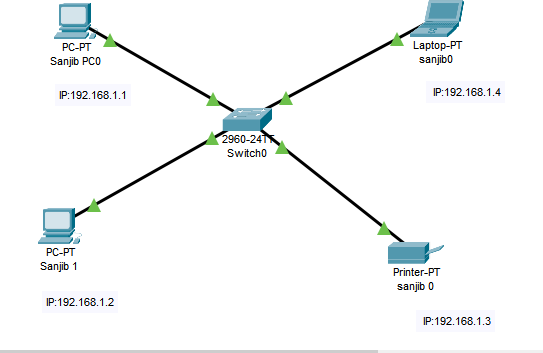 PC-PT
Sanjib PC0
IP:192.168.1.1
Laptop-PT
sanjib0
IP:192.168.1.4
2960-24TT
Switch0
PC-PT
Sanjib 1
IP:192.168.1.2
Printer-PT
sanjib 0
IP:192.168.1.3